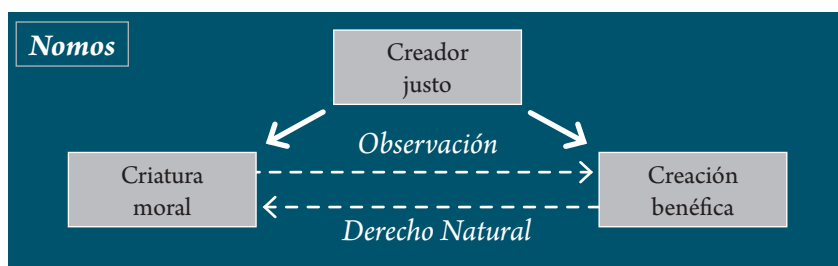 Nomos
Creador
justo
Observación
Criatura
moral
Creación
benéfica
Derecho Natural